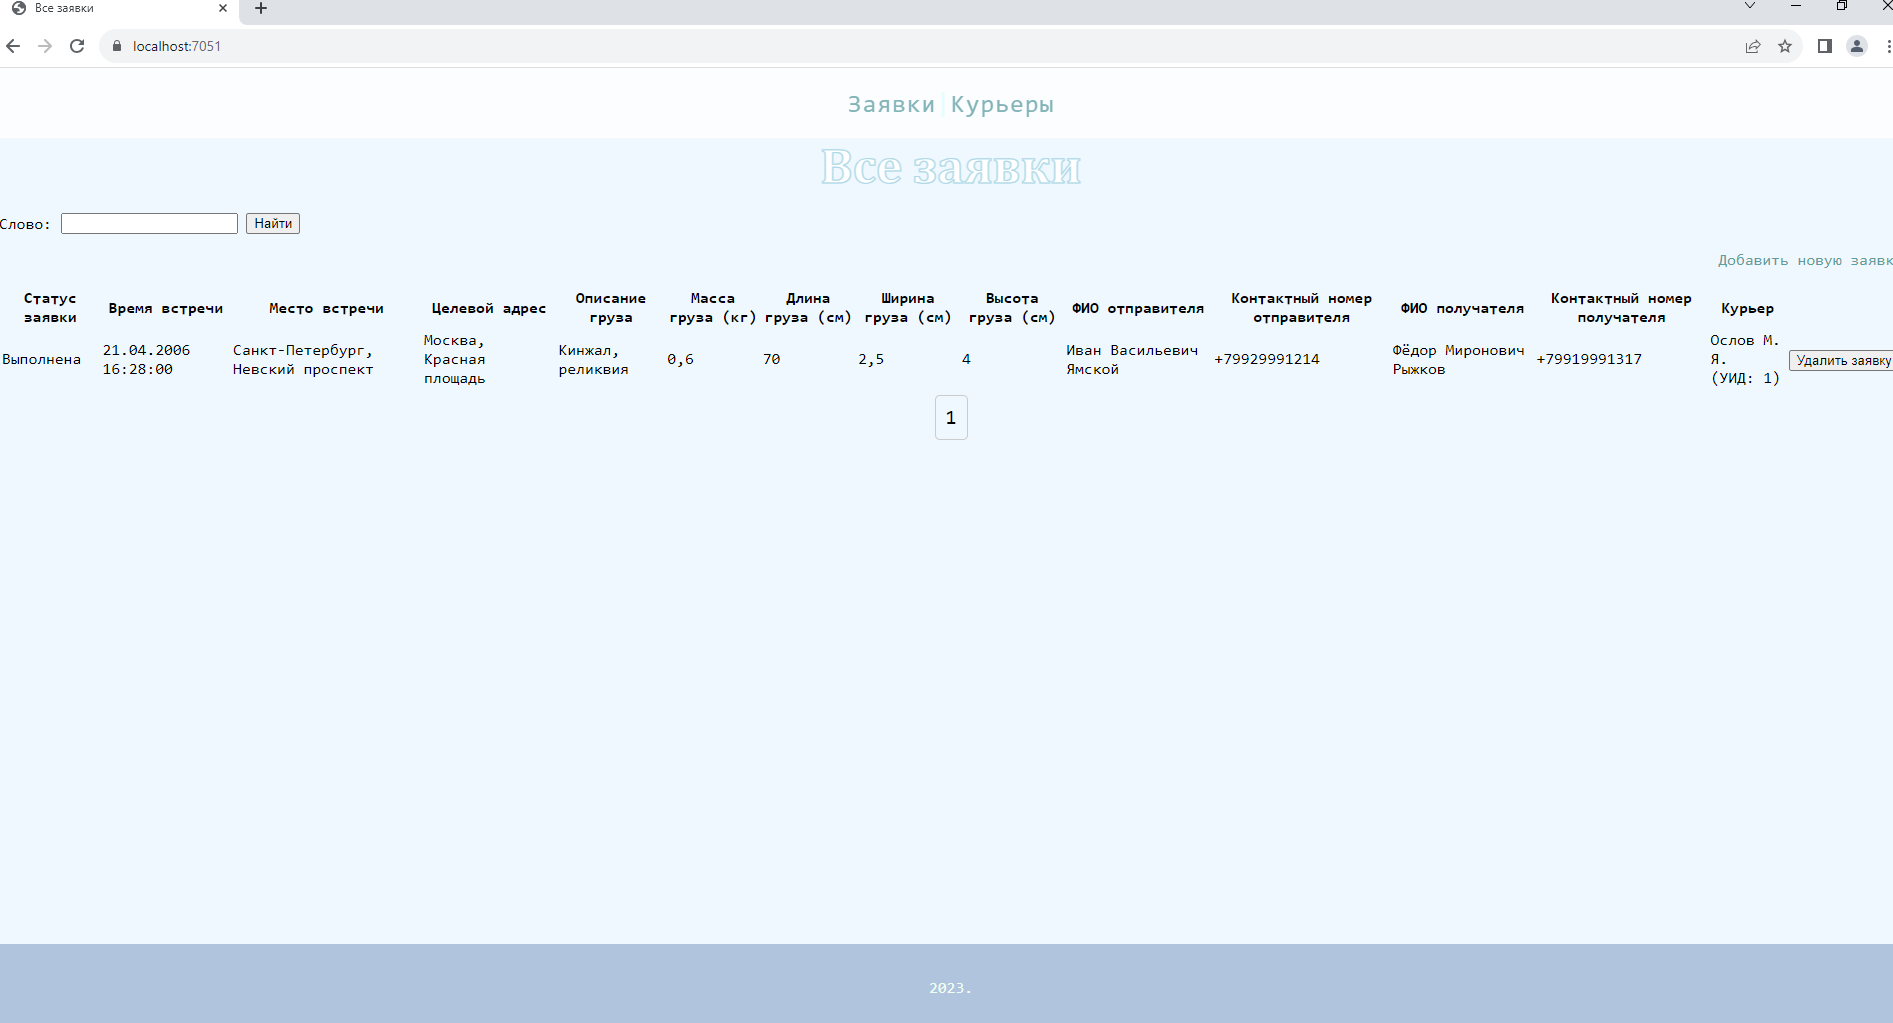 Все заявки
localhost:7051
Заявки Курьеры
Все заявки
Слово: Найти
Добавить новую заявк
Статус заявки
Время встречи
Место встречи
Целевой адрес
Описание груза
Масса груза (кг)
Длина груза (см)
Ширина груза (см)
Высота груза (см)
ФИО отправителя
Контактный номер отправителя
ФИО получателя
Контактный номер получателя
Курьер
Выполнена
21.04.2006 16:28:00
Санкт-Петербург, Невский проспект
Москва, Красная площадь
Кинжал, реликвия
0,6
70
2,5
4
Иван Васильевич Ямской
+79929991214
Фёдор Миронович Рыжков
+79919991317
Ослов М. Я. (УИД: 1)
Удалить заявку
1
2023.